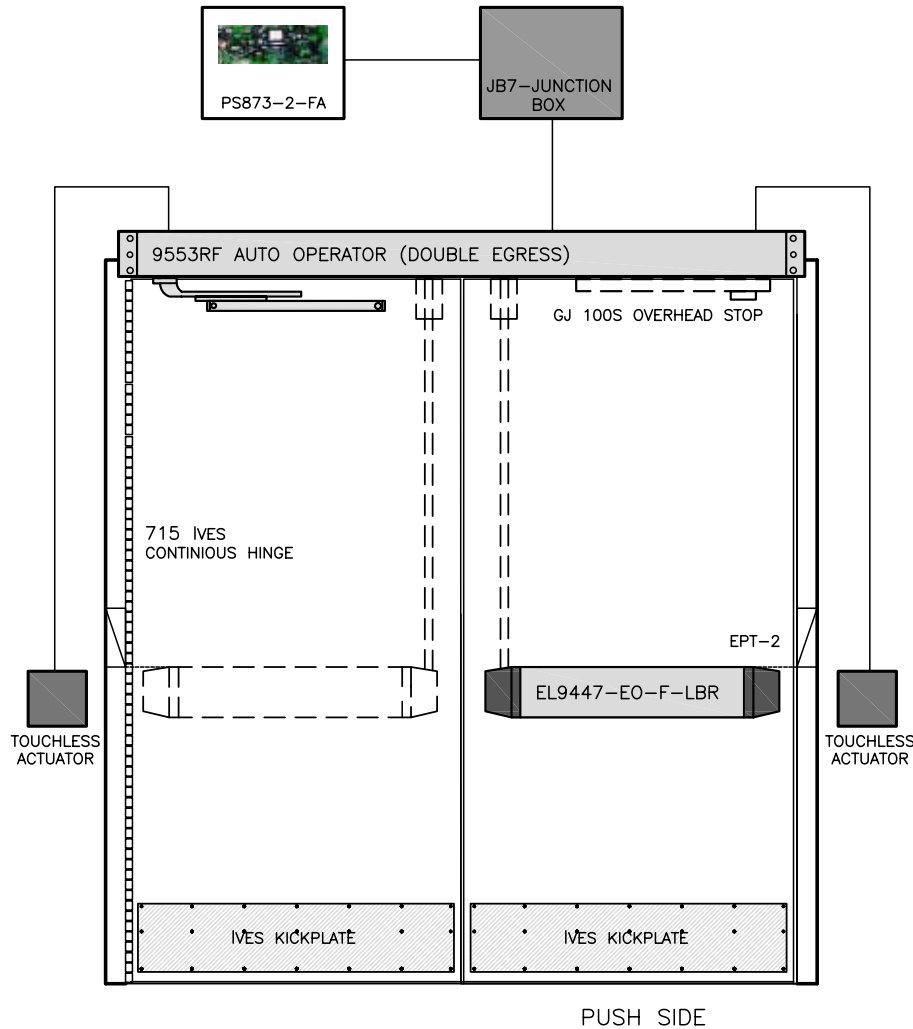 PS873-2-FA
JB7-JUNCTION
BOX
9553RF AUTO OPERATOR (DOUBLE EGRESS)
GJ 100S OVERHEAD STOP
715 IVES
CONTINIOUS HINGE
EPT-2
EL9447-EO-F-LBR
TOUCHLESS
ACTUATOR
TOUCHLESS
ACTUATOR
IVES KICKPLATE
IVES KICKPLATE
PUSH SIDE